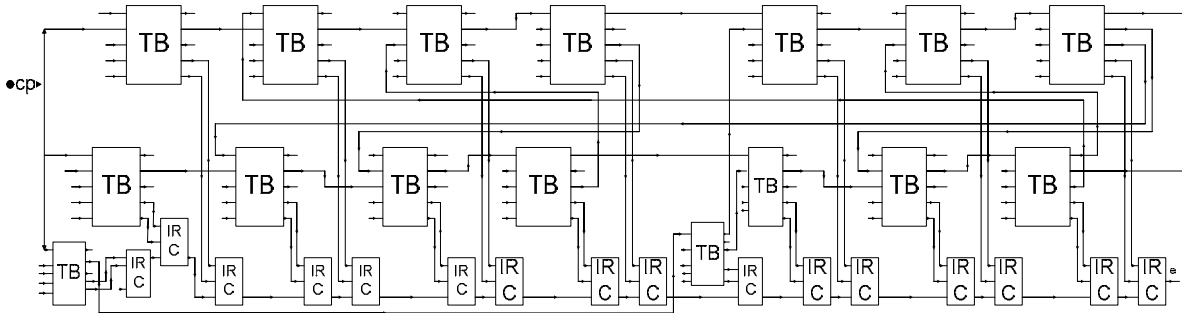 TB TB TB TB TB TB TB
●cp
TB TB TB TB TB TB TB
IR
C
TB
TB
IR
C
IR IR IR IR IR IR IR IR IR IR IR IR IR IR e
C C C C C C C C C C C C C C